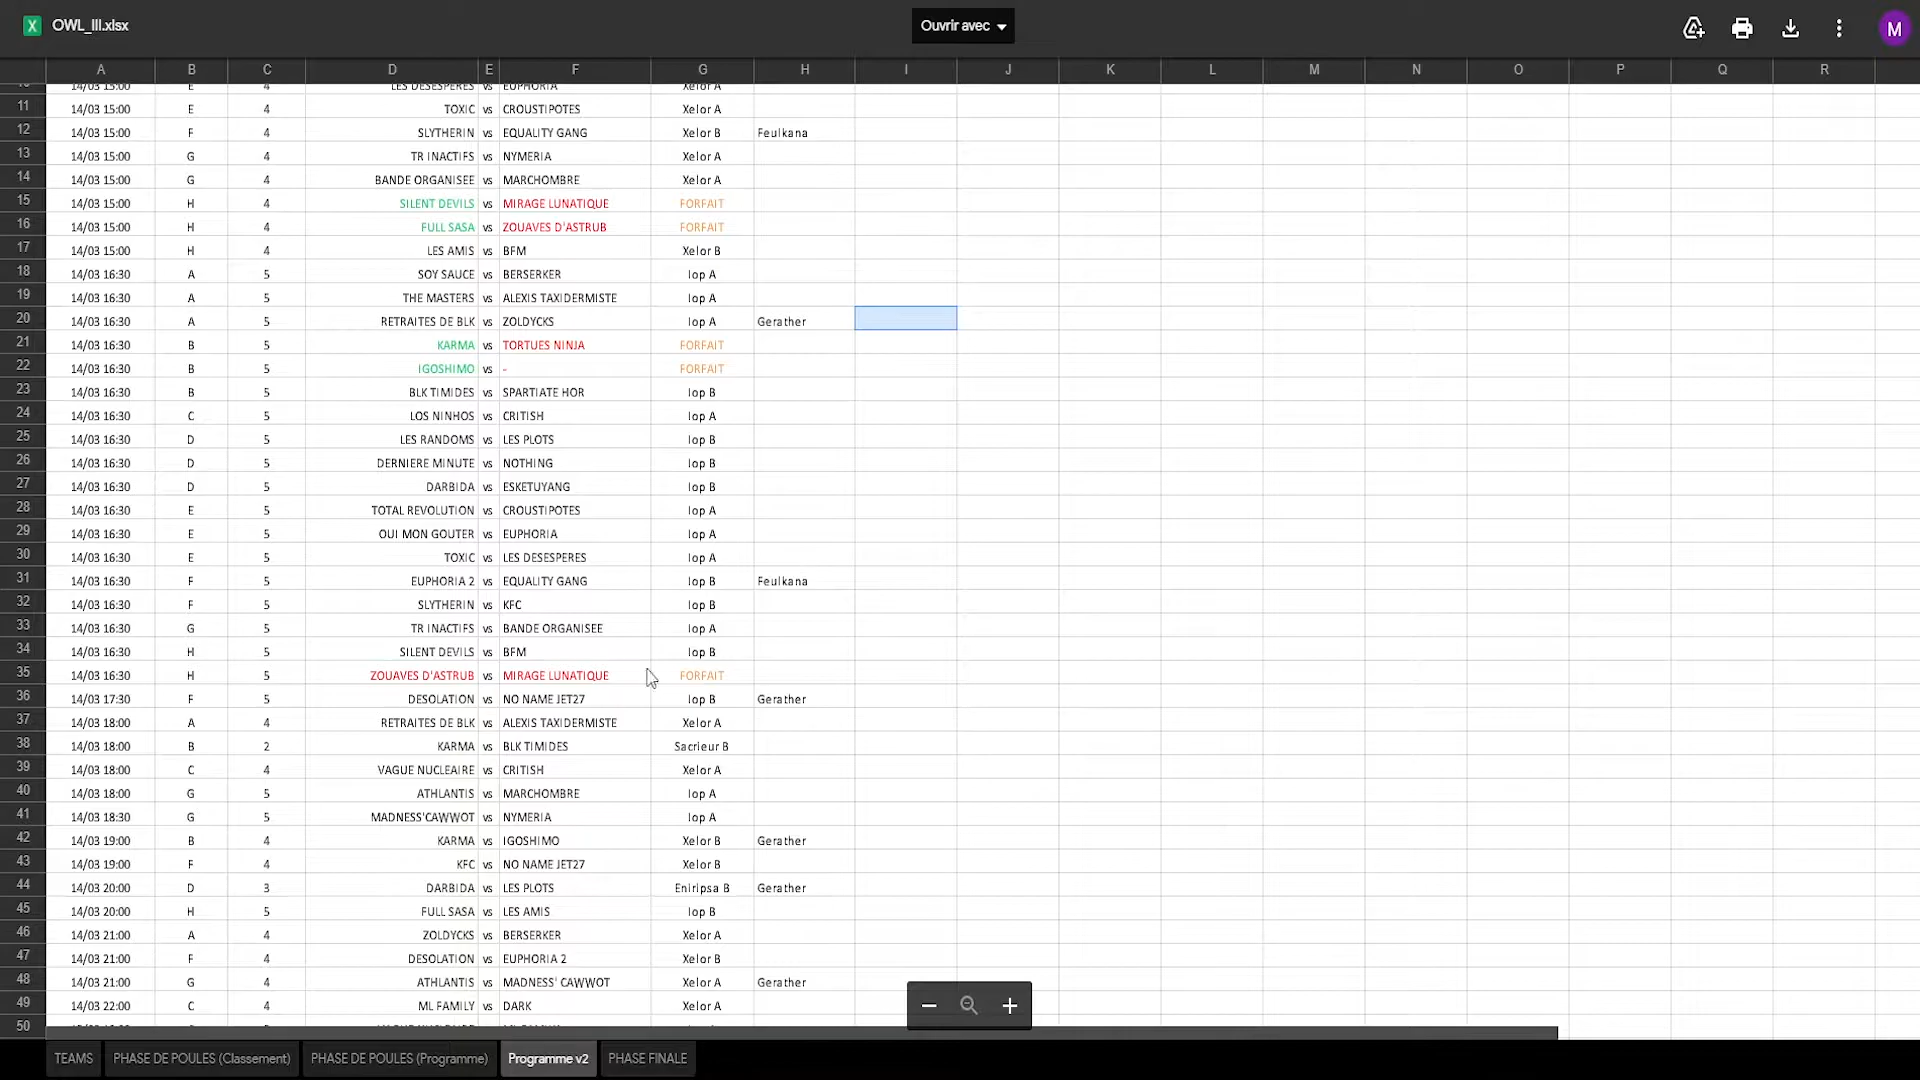 OWL_III.xlsx
Ouvrir avec
M
A B C D E F G H I J K L M N O P Q R
14/03 15:00 E 4 LES DESESPERES vs EUPHORIA Xelor A
11 14/03 15:00 E 4 TOXIC vs CROUSTIPOTES Xelor A
12 14/03 15:00 F 4 SLYTHERIN vs EQUALITY GANG Xelor B Feulkana
13 14/03 15:00 G 4 TR INACTIFS vs NYMERIA Xelor A
14 14/03 15:00 G 4 BANDE ORGANISEE vs MARCHOMBRE Xelor A
15 14/03 15:00 H 4 SILENT DEVILS vs MIRAGE LUNATIQUE FORFAIT
16 14/03 15:00 H 4 FULL SASA vs ZOUAVES D'ASTRUB FORFAIT
17 14/03 15:00 H 4 LES AMIS vs BFM Xelor B
18 14/03 16:30 A 5 SOY SAUCE vs BERSERKER Iop A
19 14/03 16:30 A 5 THE MASTERS vs ALEXIS TAXIDERMISTE Iop A
20 14/03 16:30 A 5 RETRAITES DE BLK vs ZOLDYCKS Iop A Gerather
21 14/03 16:30 B 5 KARMA vs TORTUES NINJA FORFAIT
22 14/03 16:30 B 5 IGOSHIMO vs - FORFAIT
23 14/03 16:30 B 5 BLK TIMIDES vs SPARTIATE HOR Iop B
24 14/03 16:30 C 5 LOS NINHOS vs CRITISH Iop A
25 14/03 16:30 D 5 LES RANDOMS vs LES PLOTS Iop B
26 14/03 16:30 D 5 DERNIERE MINUTE vs NOTHING Iop B
27 14/03 16:30 D 5 DARBIDA vs ESKETUYANG Iop B
28 14/03 16:30 E 5 TOTAL REVOLUTION vs CROUSTIPOTES Iop A
29 14/03 16:30 E 5 OUI MON GOUTER vs EUPHORIA Iop A
30 14/03 16:30 E 5 TOXIC vs LES DESESPERES Iop A
31 14/03 16:30 F 5 EUPHORIA 2 vs EQUALITY GANG Iop B Feulkana
32 14/03 16:30 F 5 SLYTHERIN vs KFC Iop B
33 14/03 16:30 G 5 TR INACTIFS vs BANDE ORGANISEE Iop A
34 14/03 16:30 H 5 SILENT DEVILS vs BFM Iop B
35 14/03 16:30 H 5 ZOUAVES D'ASTRUB vs MIRAGE LUNATIQUE FORFAIT
36 14/03 17:30 F 5 DESOLATION vs NO NAME JET27 Iop B Gerather
37 14/03 18:00 A 4 RETRAITES DE BLK vs ALEXIS TAXIDERMISTE Xelor A
38 14/03 18:00 B 2 KARMA vs BLK TIMIDES Sacrieur B
39 14/03 18:00 C 4 VAGUE NUCLEAIRE vs CRITISH Xelor A
40 14/03 18:00 G 5 ATHLANTIS vs MARCHOMBRE Iop A
41 14/03 18:30 G 5 MADNESS'CAWWOT vs NYMERIA Iop A
42 14/03 19:00 B 4 KARMA vs IGOSHIMO Xelor B Gerather
43 14/03 19:00 F 4 KFC vs NO NAME JET27 Xelor B
44 14/03 20:00 D 3 DARBIDA vs LES PLOTS Eniripsa B Gerather
45 14/03 20:00 H 5 FULL SASA vs LES AMIS Iop B
46 14/03 21:00 A 4 ZOLDYCKS vs BERSERKER Xelor A
47 14/03 21:00 F 4 DESOLATION vs EUPHORIA 2 Xelor B
48 14/03 21:00 G 4 ATHLANTIS vs MADNESS' CAWWOT Xelor A Gerather
49 14/03 22:00 C 4 ML FAMILY vs DARK Xelor A
50
TEAMS PHASE DE POULES (Classement) PHASE DE POULES (Programme) Programme v2 PHASE FINALE